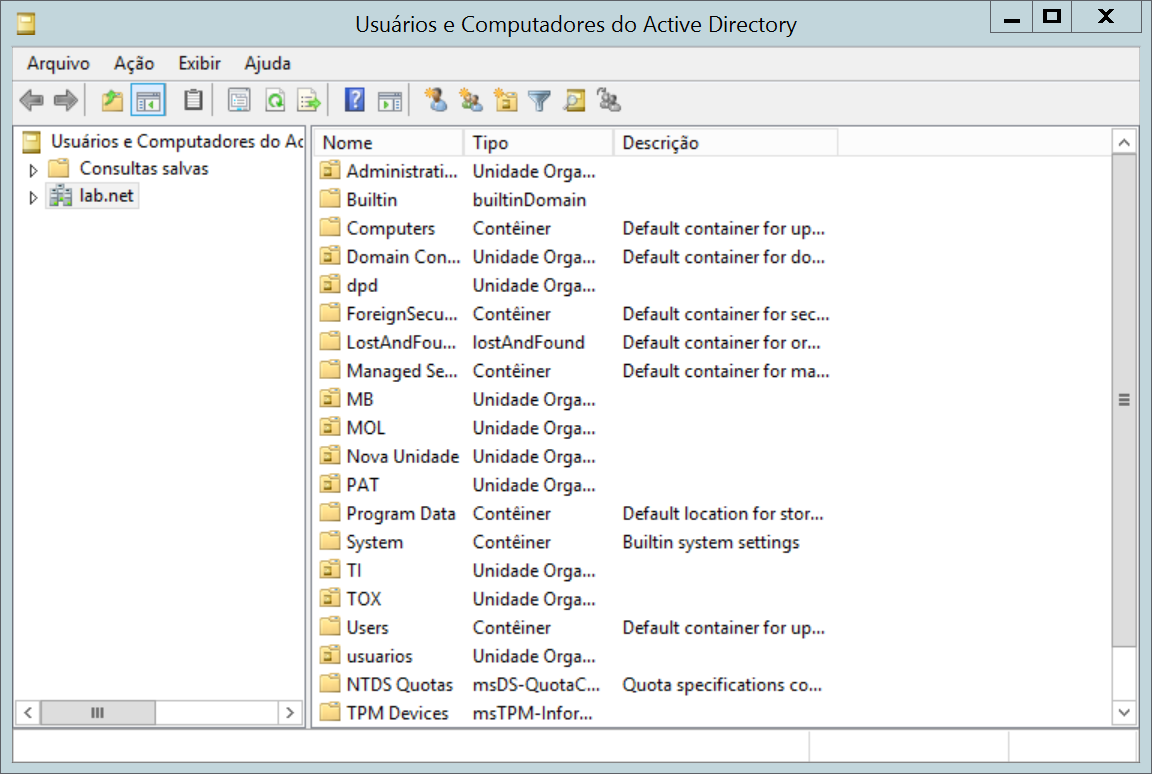 Usuários e Computadores do Active Directory
Arquivo Ação Exibir Ajuda
Usuários e Computadores do Ac
Consultas salvas
lab.net
Nome Tipo Descrição
Administrati... Unidade Orga...
Builtin builtinDomain
Computers Contêiner Default container for up...
Domain Con... Unidade Orga... Default container for do...
dpd Unidade Orga...
ForeignSecu... Contêiner Default container for sec...
LostAndFou... lostAndFound Default container for or...
Managed Se... Contêiner Default container for ma...
MB Unidade Orga...
MOL Unidade Orga...
Nova Unidade Unidade Orga...
PAT Unidade Orga...
Program Data Contêiner Default location for stor...
System Contêiner Builtin system settings
TI Unidade Orga...
TOX Unidade Orga...
Users Contêiner Default container for up...
usuarios Unidade Orga...
NTDS Quotas msDS-QuotaC... Quota specifications co...
TPM Devices msTPM-Infor...